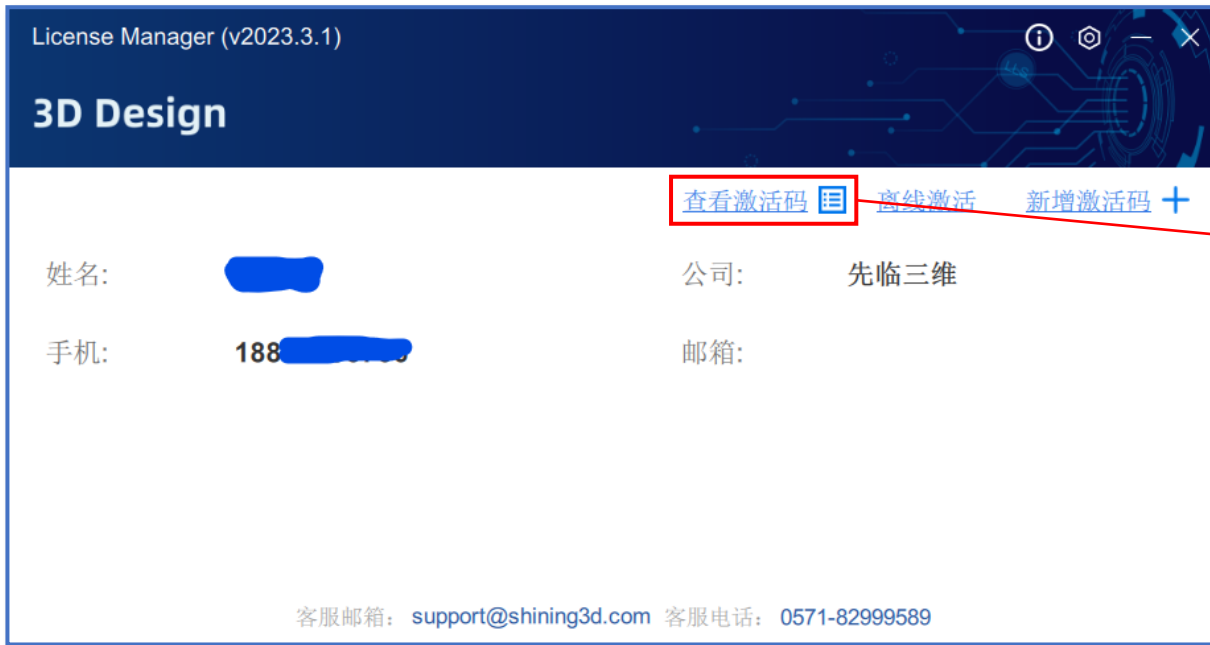 License Manager (v2023.3.1)
3D Design
查看激活码 离线激活 新增激活码
姓名: 公司: 先临三维
手机: 188 邮箱:
客服邮箱： support@shining3d.com 客服电话： 0571-82999589